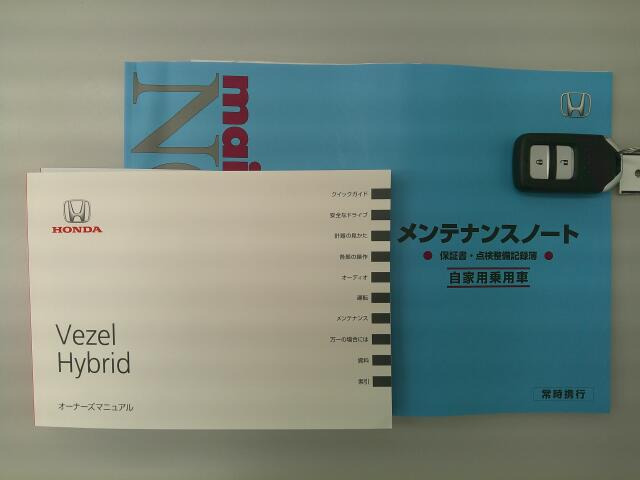 HONDA
Vezel
Hybrid
オーナーズマニュアル
クイックガイド
安全なドライブ
計器の見かた
各部の操作
オーディオ
運転
メンテナンス
万一の場合には
資料
索引
mai
No
メンテナンスノート
● 保証書・点検整備記録簿 ●
自家用乗用車
常時携行